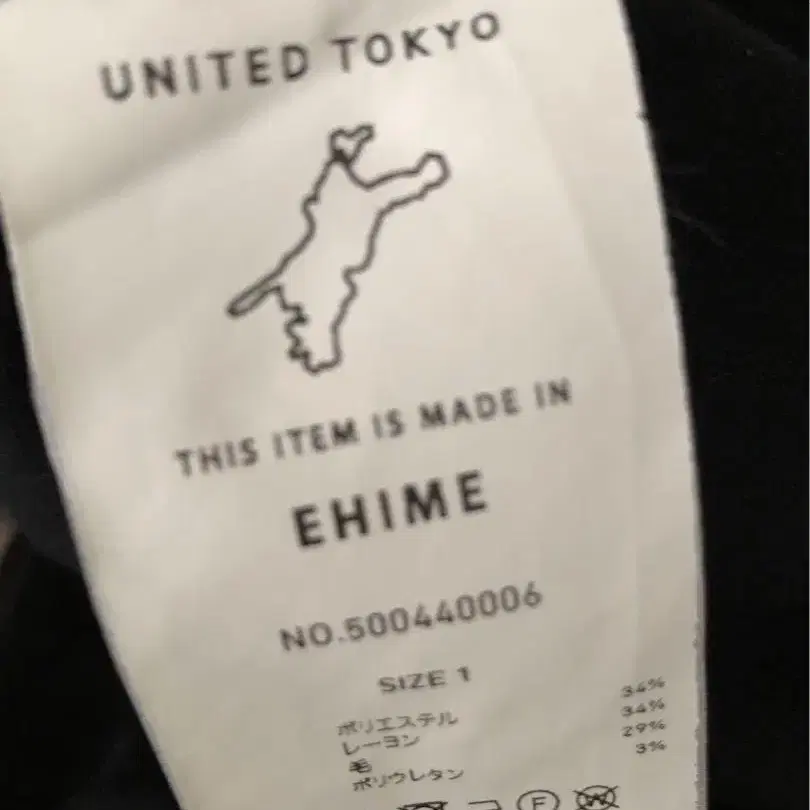 UNITED TOKYO
THIS ITEM IS MADE IN
EHIME
NO.500440006
SIZE 1
ポリエステル 34%
レーヨン 34%
毛 29%
ポリウレタン 3%
F W